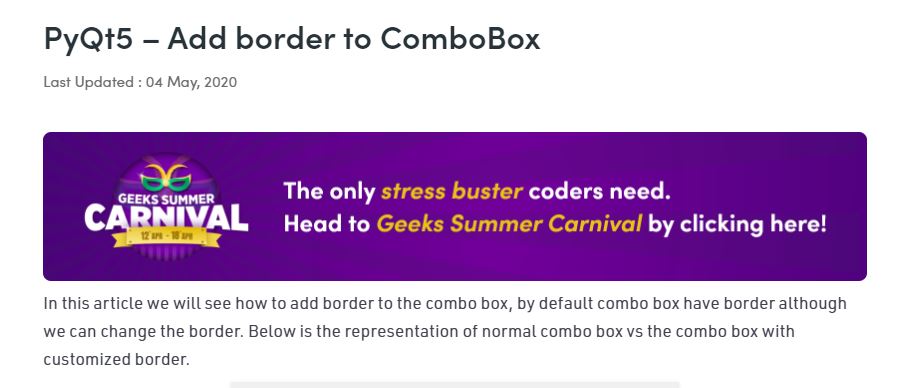 PyQt5 – Add border to ComboBox
Last Updated : 04 May, 2020
GEEKS SUMMER
CARNIVAL
12 APR - 18 APR
The only stress buster coders need.
Head to Geeks Summer Carnival by clicking here!
In this article we will see how to add border to the combo box, by default combo box have border although
we can change the border. Below is the representation of normal combo box vs the combo box with
customized border.